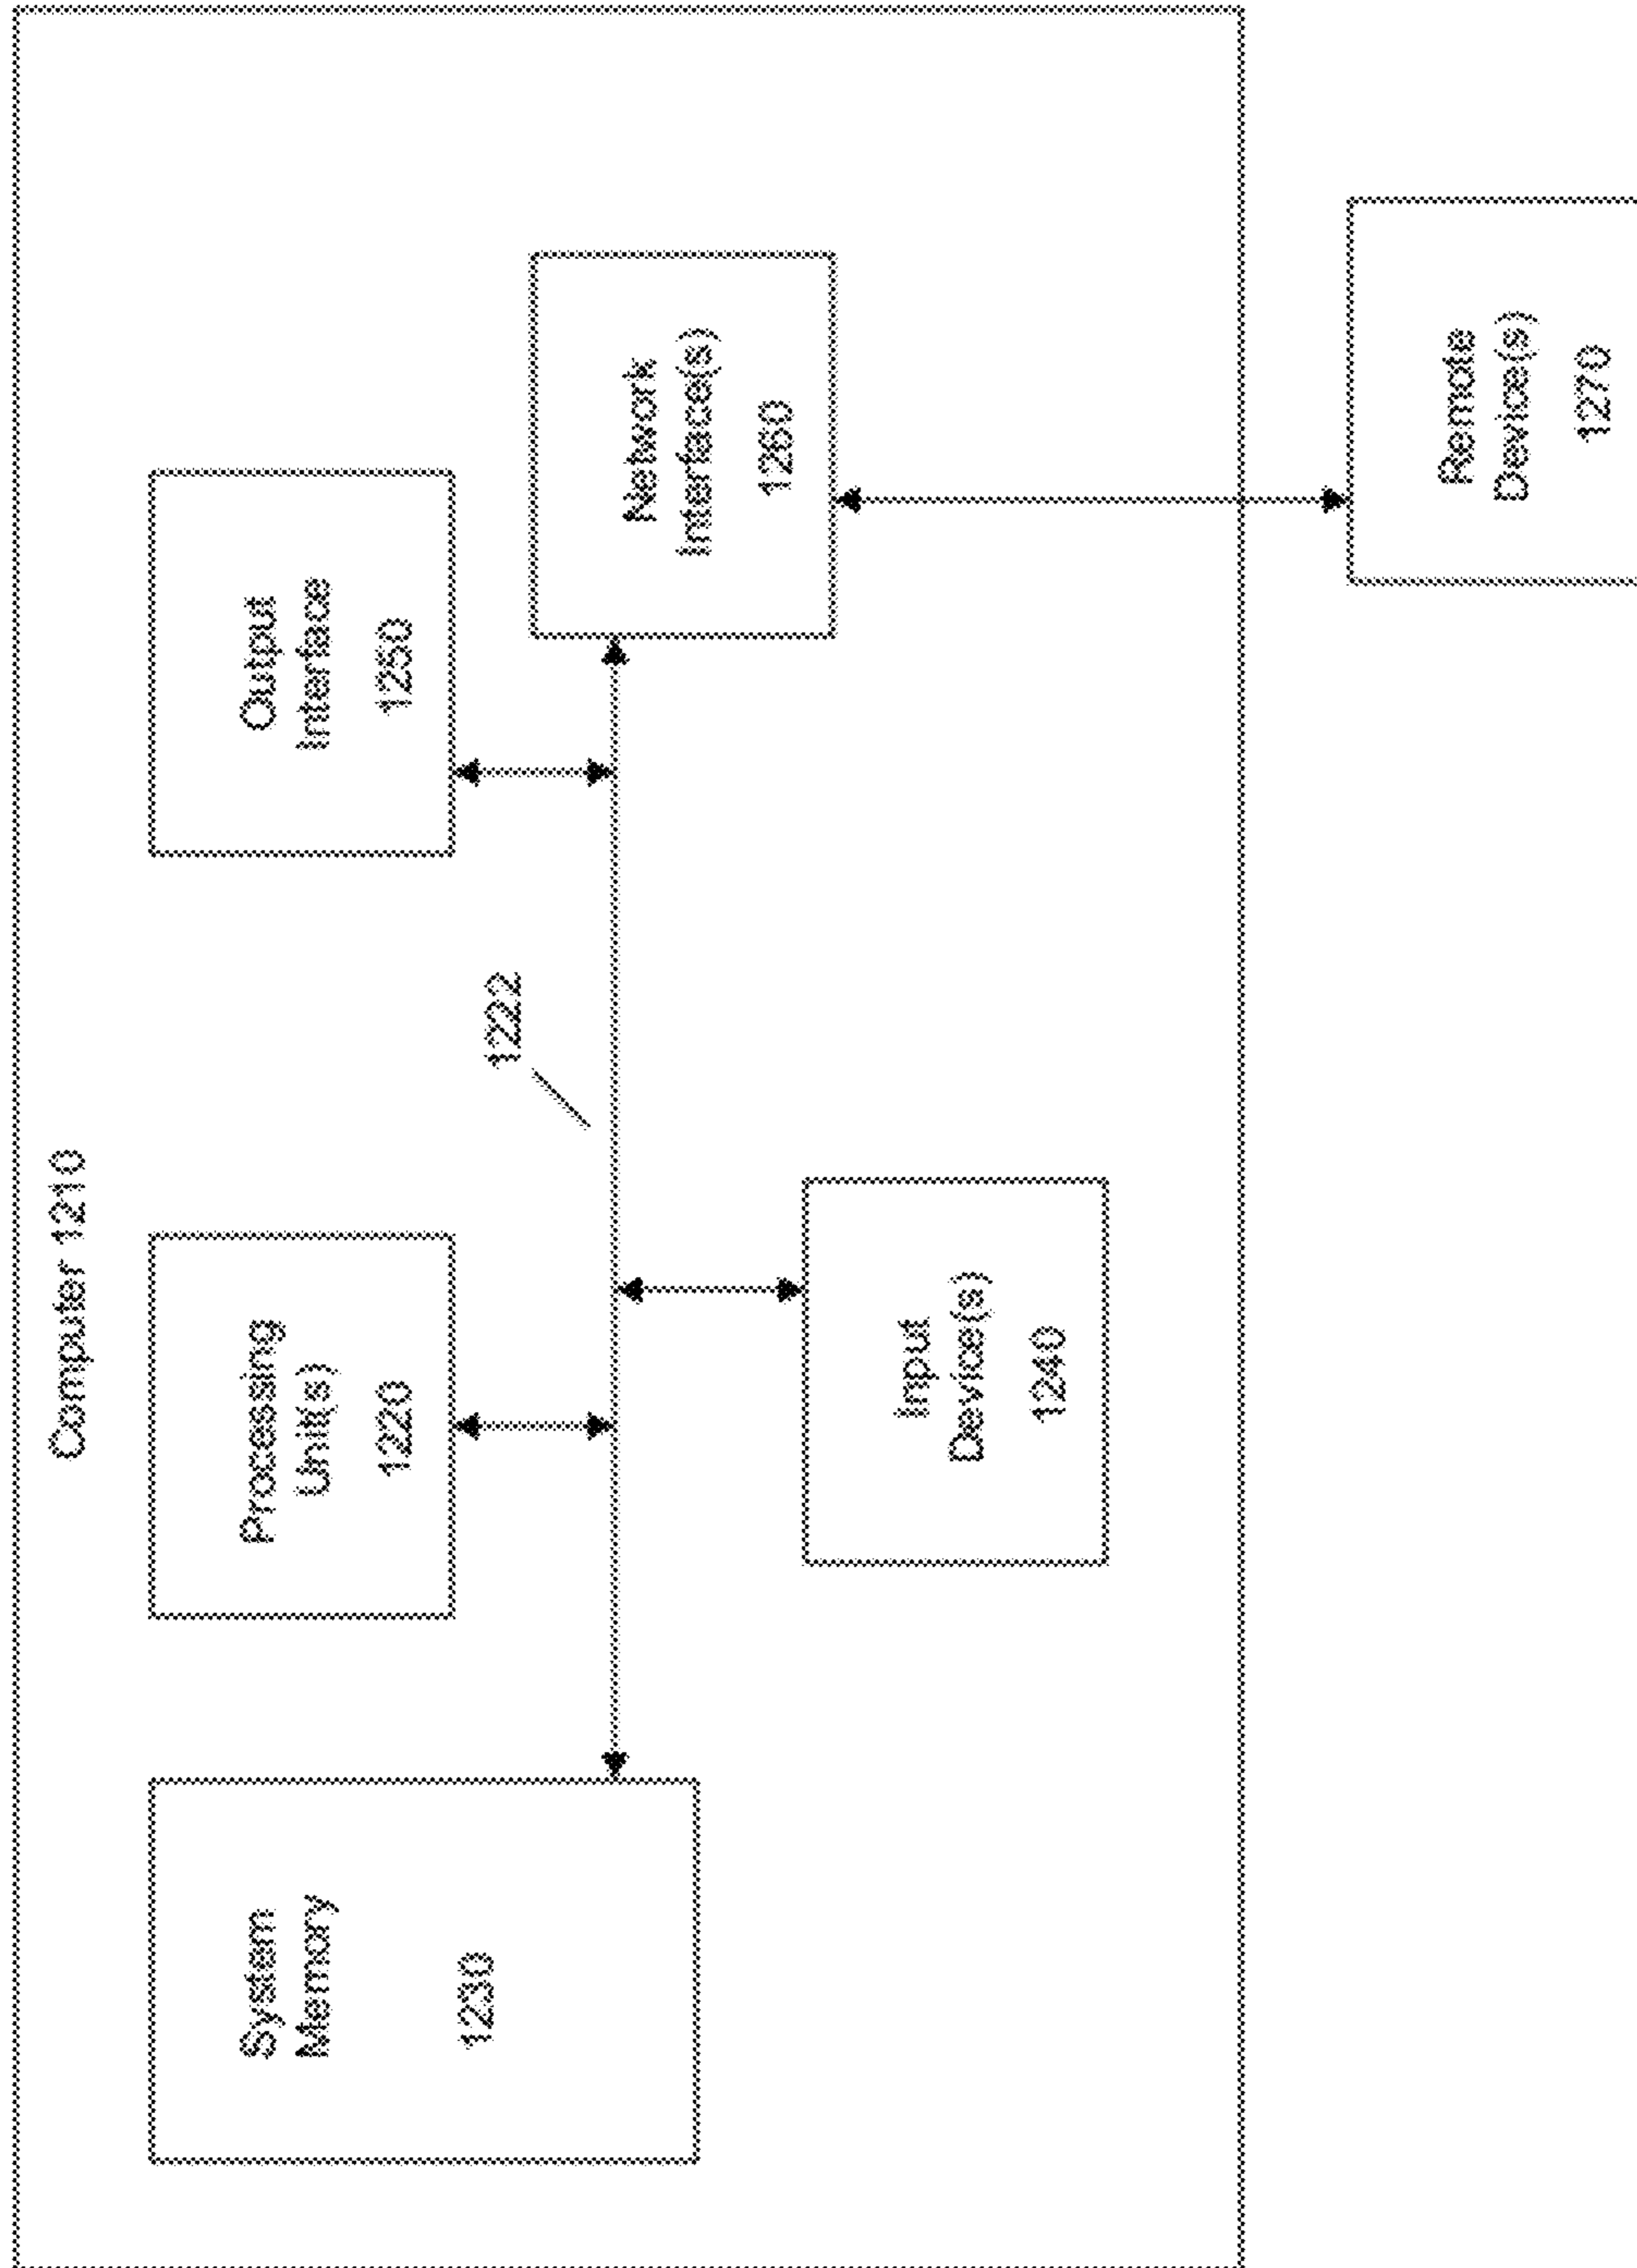 Computer 1210
System
Memory
1230
Processing
Unit(s)
1220
Output
Interface
1250
1222
Network
Interface(s)
1260
Input
Device(s)
1240
Remote
Device(s)
1270